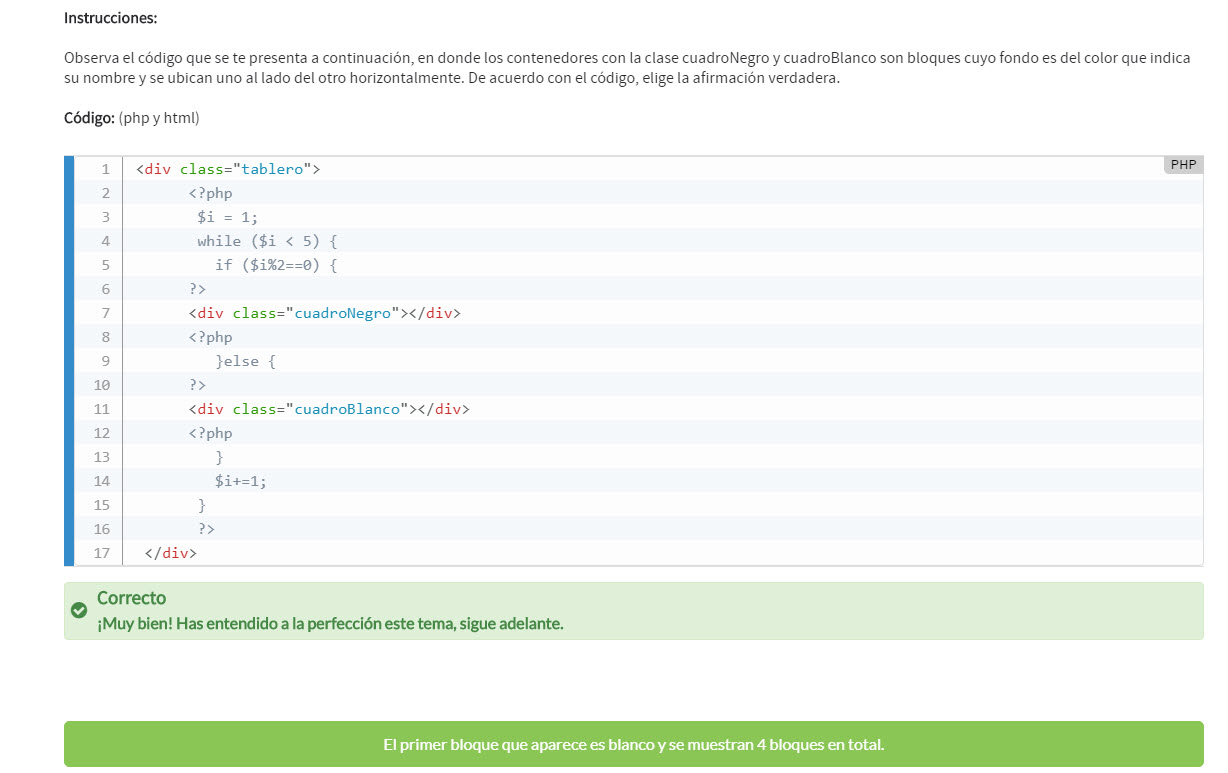 Instrucciones:
Observa el código que se te presenta a continuación, en donde los contenedores con la clase cuadroNegro y cuadroBlanco son bloques cuyo fondo es del color que indica
su nombre y se ubican uno al lado del otro horizontalmente. De acuerdo con el código, elige la afirmación verdadera.
Código: (php y html)
PHP
1 <div class="tablero">
2 <?php
3 $i = 1;
4 while ($i < 5) {
5 if ($i%2==0) {
6 ?>
7 <div class="cuadroNegro"></div>
8 <?php
9 }else {
10 ?>
11 <div class="cuadroBlanco"></div>
12 <?php
13 }
14 $i+=1;
15 }
16 ?>
17 </div>
Correcto
¡Muy bien! Has entendido a la perfección este tema, sigue adelante.
El primer bloque que aparece es blanco y se muestran 4 bloques en total.